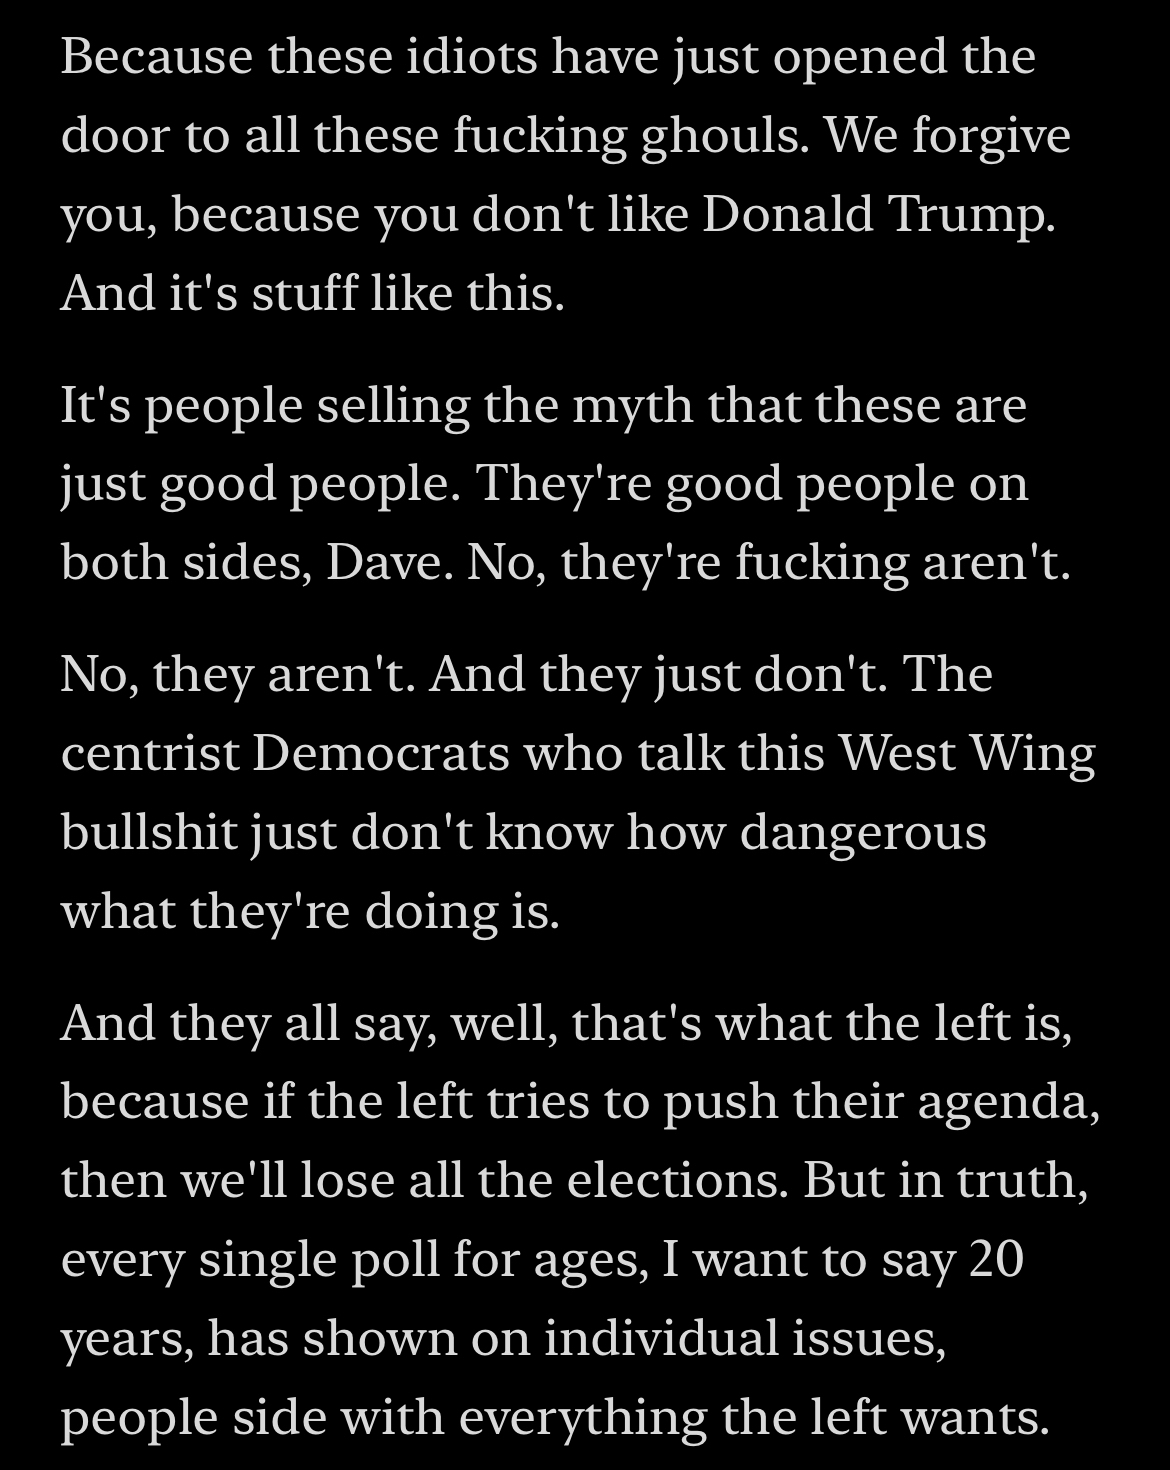 Because these idiots have just opened the
door to all these fucking ghouls. We forgive
you, because you don't like Donald Trump.
And it's stuff like this.
It's people selling the myth that these are
just good people. They're good people on
both sides, Dave. No, they're fucking aren't.
No, they aren't. And they just don't. The
centrist Democrats who talk this West Wing
bullshit just don't know how dangerous
what they're doing is.
And they all say, well, that's what the left is,
because if the left tries to push their agenda,
then we'll lose all the elections. But in truth,
every single poll for ages, I want to say 20
years, has shown on individual issues,
people side with everything the left wants.